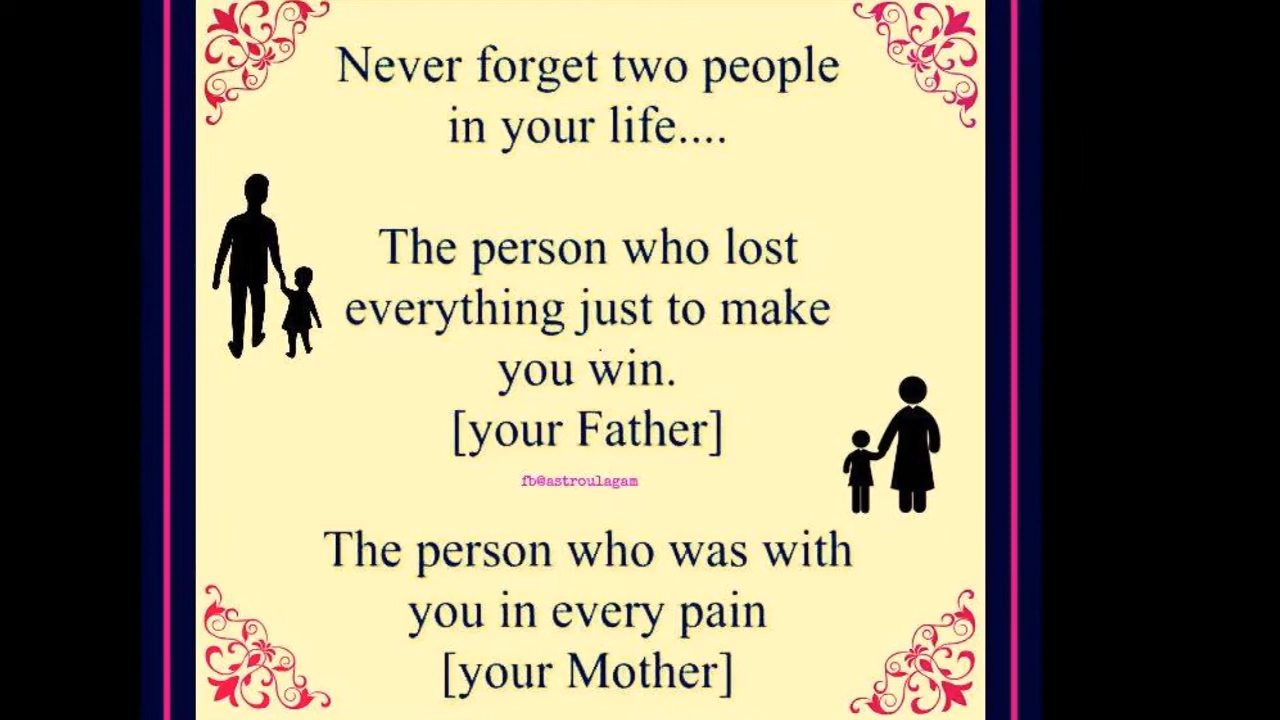 Never forget two people
in your life....
The person who lost
everything just to make
you win.
[your Father]
fb@astroulagam
The person who was with
you in every pain
[your Mother]